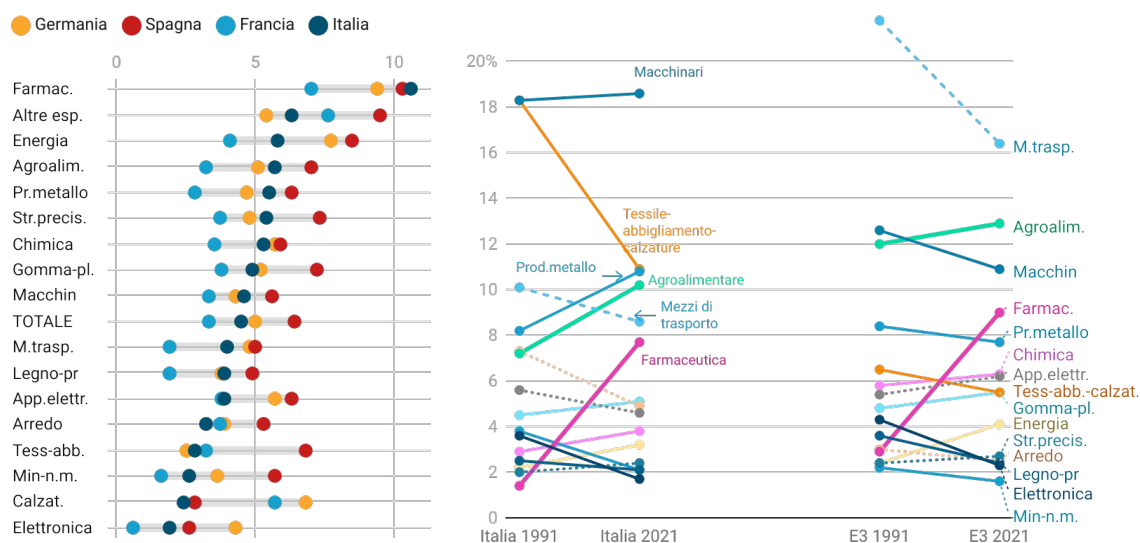 Germania Spagna Francia Italia
0 5 10
Farmac.
Altre esp.
Energia
Agroalim.
Pr.metallo
Str.precis.
Chimica
Gomma-pl.
Macchin
TOTALE
M.trasp.
Legno-pr
App.elettr.
Arredo
Tess-abb.
Min-n.m.
Calzat.
Elettronica
20%
18
16
14
12
10
8
6
4
2
0
Macchinari
Tessile-
abbigliamento-
calzature
Prod.metallo
Agroalimentare
Mezzi di
trasporto
Farmaceutica
M.trasp.
Agroalim.
Macchin
Farmac.
Pr.metallo
Chimica
App.elettr.
Tess-abb.-calzat.
Gomma-pl.
Energia
Str.precis.
Arredo
Legno-pr
Elettronica
Min-n.m.
Italia 1991 Italia 2021 E3 1991 E3 2021